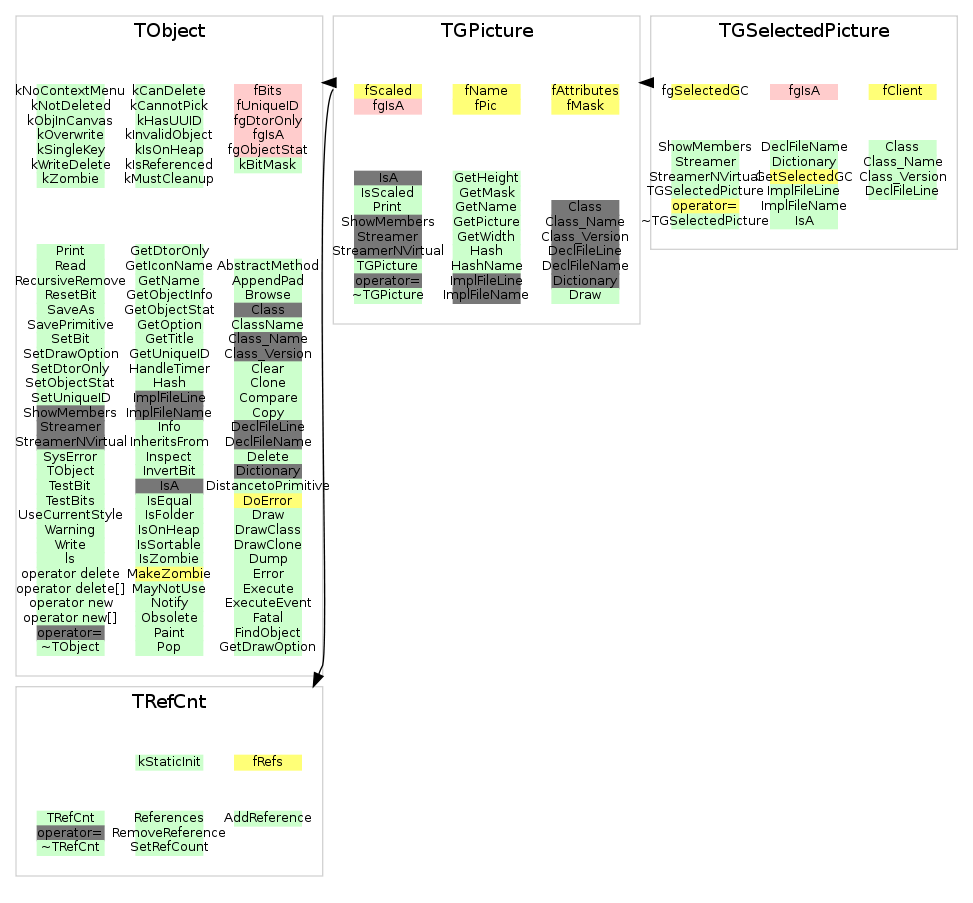 TObject
kNoContextMenu
kNotDeleted
kObjInCanvas
kOverwrite
kSingleKey
kWriteDelete
kZombie
kCanDelete
kCannotPick
kHasUUID
kInvalidObject
kIsOnHeap
kIsReferenced
kMustCleanup
fBits
fUniqueID
fgDtorOnly
fgIsA
fgObjectStat
kBitMask
Print
Read
RecursiveRemove
ResetBit
SaveAs
SavePrimitive
SetBit
SetDrawOption
SetDtorOnly
SetObjectStat
SetUniqueID
ShowMembers
Streamer
StreamerNVirtual
SysError
TObject
TestBit
TestBits
UseCurrentStyle
Warning
Write
ls
operator delete
operator delete[]
operator new
operator new[]
operator=
~TObject
GetDtorOnly
GetIconName
GetName
GetObjectInfo
GetObjectStat
GetOption
GetTitle
GetUniqueID
HandleTimer
Hash
ImplFileLine
ImplFileName
Info
InheritsFrom
Inspect
InvertBit
IsA
IsEqual
IsFolder
IsOnHeap
IsSortable
IsZombie
MakeZombie
MayNotUse
Notify
Obsolete
Paint
Pop
AbstractMethod
AppendPad
Browse
Class
ClassName
Class_Name
Class_Version
Clear
Clone
Compare
Copy
DeclFileLine
DeclFileName
Delete
Dictionary
DistancetoPrimitive
DoError
Draw
DrawClass
DrawClone
Dump
Error
Execute
ExecuteEvent
Fatal
FindObject
GetDrawOption
TGPicture
fScaled
fgIsA
fName
fPic
fAttributes
fMask
IsA
IsScaled
Print
ShowMembers
Streamer
StreamerNVirtual
TGPicture
operator=
~TGPicture
GetHeight
GetMask
GetName
GetPicture
GetWidth
Hash
HashName
ImplFileLine
ImplFileName
Class
Class_Name
Class_Version
DeclFileLine
DeclFileName
Dictionary
Draw
TGSelectedPicture
fgSelectedGC
fgIsA
fClient
ShowMembers
Streamer
StreamerNVirtual
TGSelectedPicture
operator=
~TGSelectedPicture
DeclFileName
Dictionary
GetSelectedGC
ImplFileLine
ImplFileName
IsA
Class
Class_Name
Class_Version
DeclFileLine
TRefCnt
kStaticInit
fRefs
TRefCnt
operator=
~TRefCnt
References
RemoveReference
SetRefCount
AddReference